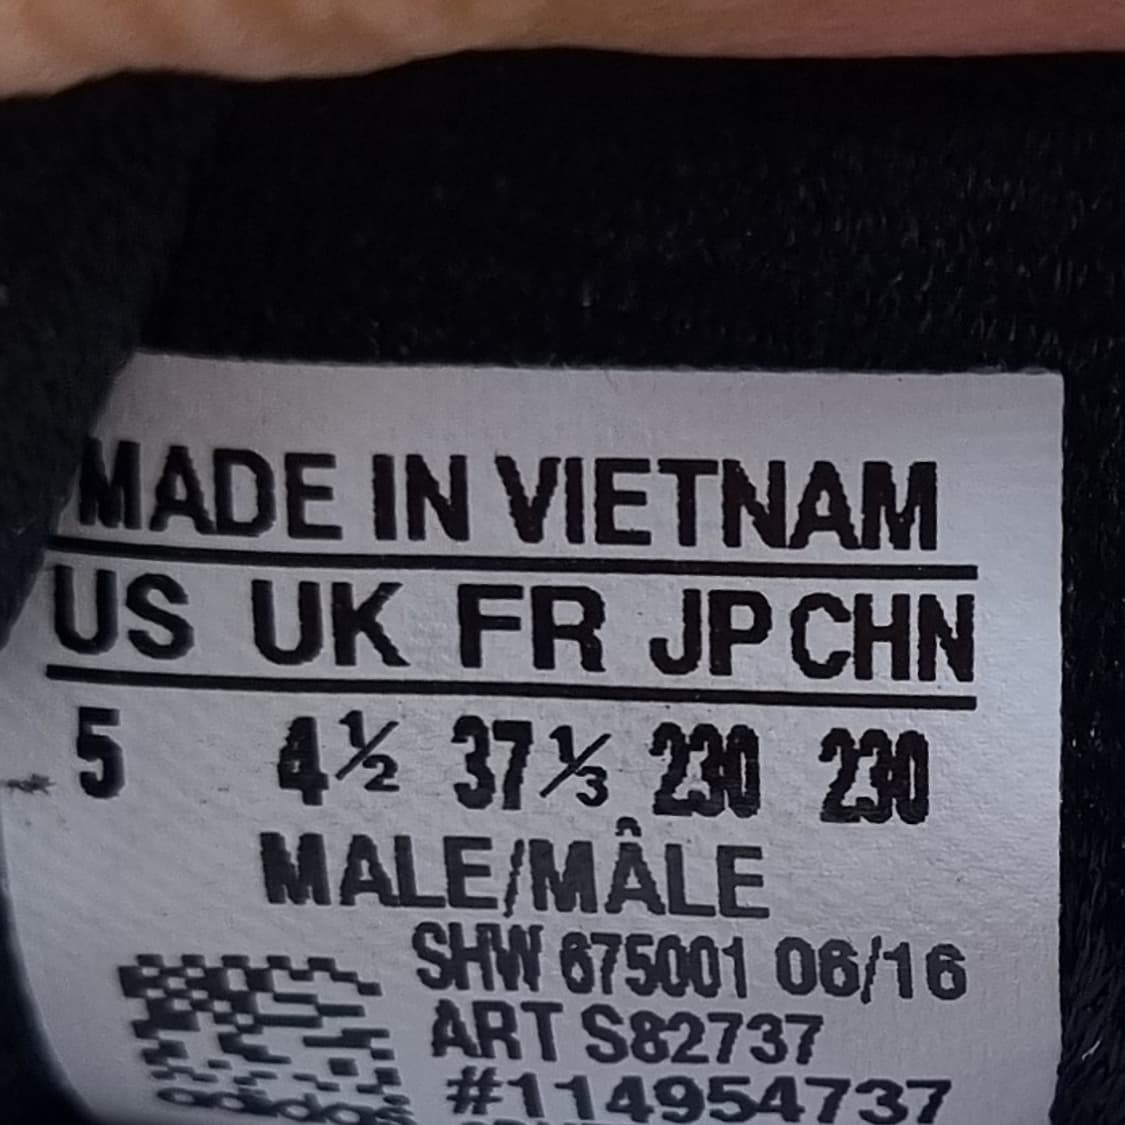 MADE IN VIETNAM
US UK FR JP CHN
5 4½ 37⅓ 230 230
MALE/MÂLE
SHW 675001 06/16
ART S82737
#114954737
adidas